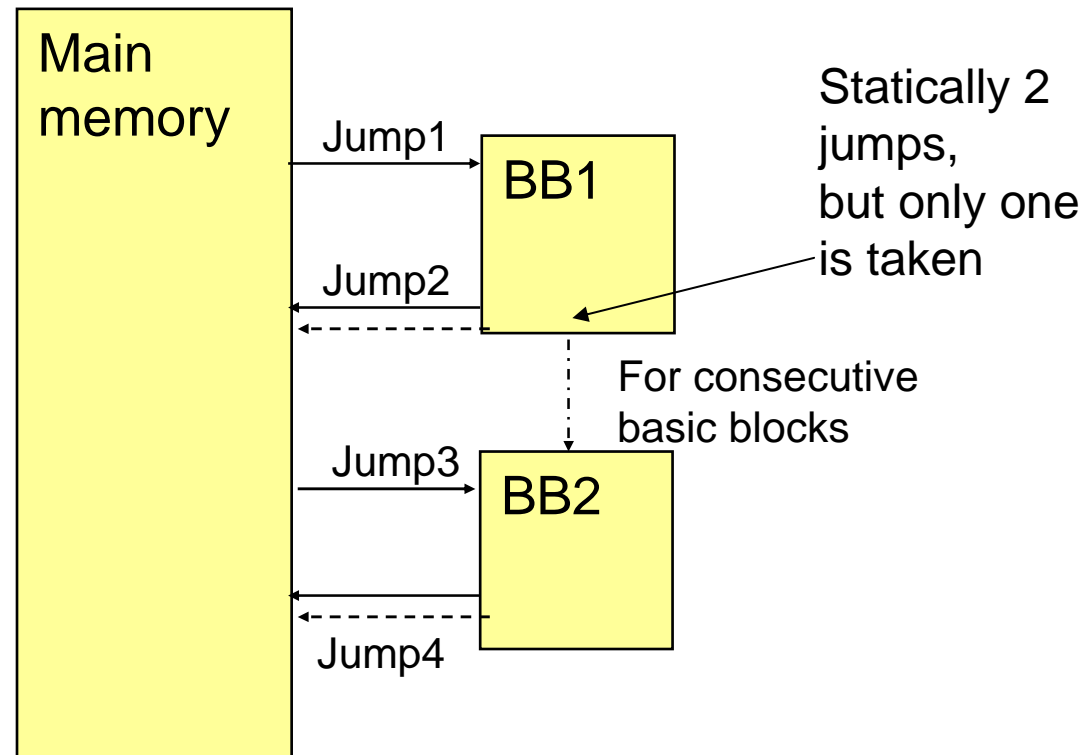 Main
memory
Jump1
BB1
Statically 2
jumps,
but only one
is taken
Jump2
For consecutive
basic blocks
Jump3
BB2
Jump4